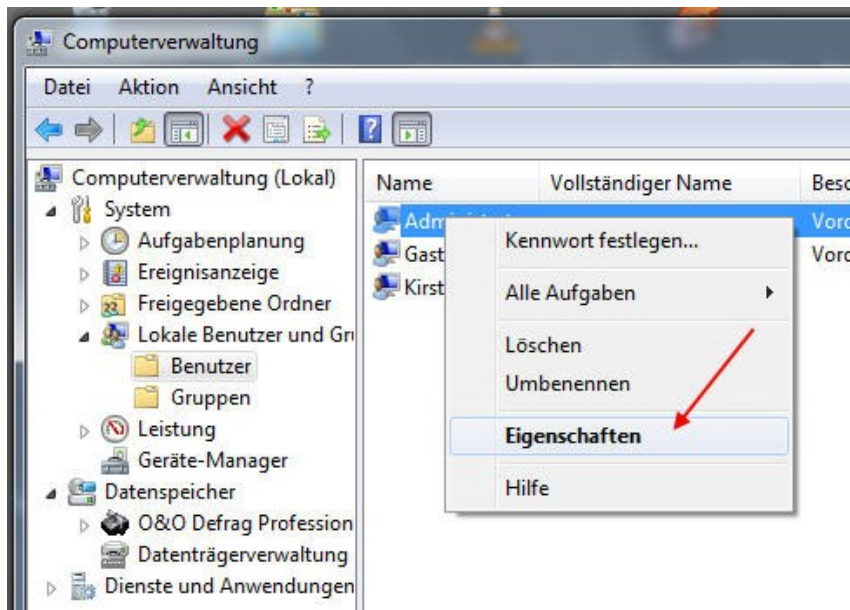 Computerverwaltung
Datei Aktion Ansicht ?
Computerverwaltung (Lokal)
System
Aufgabenplanung
Ereignisanzeige
Freigegebene Ordner
Lokale Benutzer und Gru
Benutzer
Gruppen
Leistung
Geräte-Manager
Datenspeicher
O&O Defrag Profession
Datenträgerverwaltung
Dienste und Anwendungen
Name Vollständiger Name Besc
Vord
Gast Vord
Kirst
Kennwort festlegen...
Alle Aufgaben
Löschen
Umbenennen
Eigenschaften
Hilfe